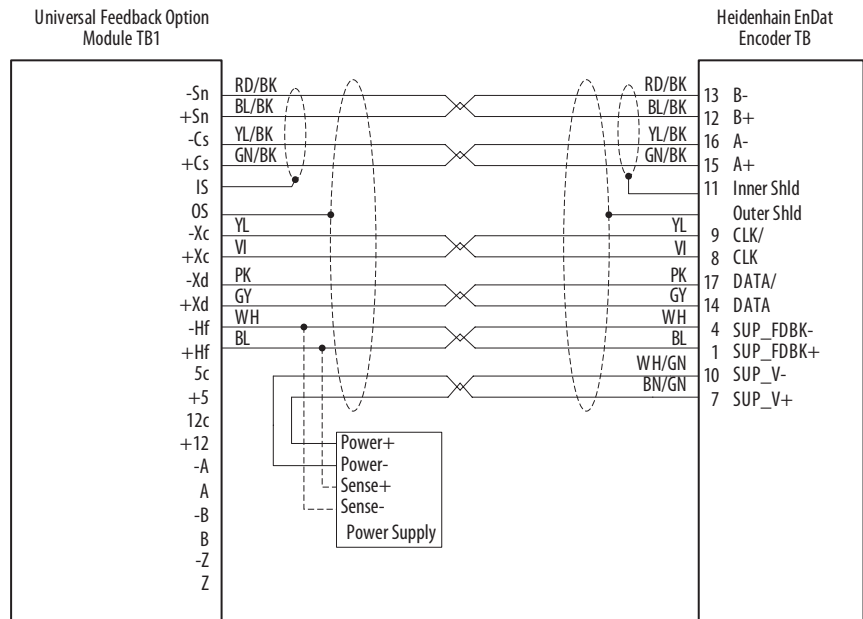 Universal Feedback Option
Module TB1
Heidenhain EnDat
Encoder TB
-Sn RD/BK RD/BK 13 B-
+Sn BL/BK BL/BK 12 B+
-Cs YL/BK YL/BK 16 A-
+Cs GN/BK GN/BK 15 A+
IS 11 Inner Shld
OS Outer Shld
-Xc YL YL 9 CLK/
+Xc VI VI 8 CLK
-Xd PK PK 17 DATA/
+Xd GY GY 14 DATA
-Hf WH WH 4 SUP_FDBK-
+Hf BL BL 1 SUP_FDBK+
5c WH/GN 10 SUP_V-
+5 BN/GN 7 SUP_V+
12c
+12 Power+
-A Power-
A Sense+
-B Sense-
B Power Supply
-Z
Z